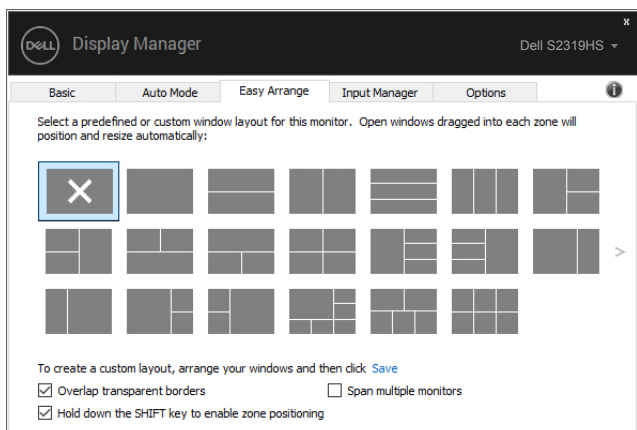 x
DELL Display Manager Dell S2319HS
Basic Auto Mode Easy Arrange Input Manager Options
Select a predefined or custom window layout for this monitor. Open windows dragged into each zone will
position and resize automatically:
To create a custom layout, arrange your windows and then click Save
Overlap transparent borders Span multiple monitors
Hold down the SHIFT key to enable zone positioning